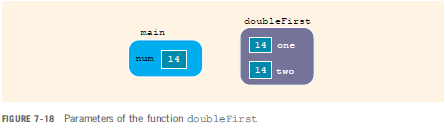 doubleFirst
main
num 14
14 one
14 two
FIGURE 7-18 Parameters of the function doubleFirst